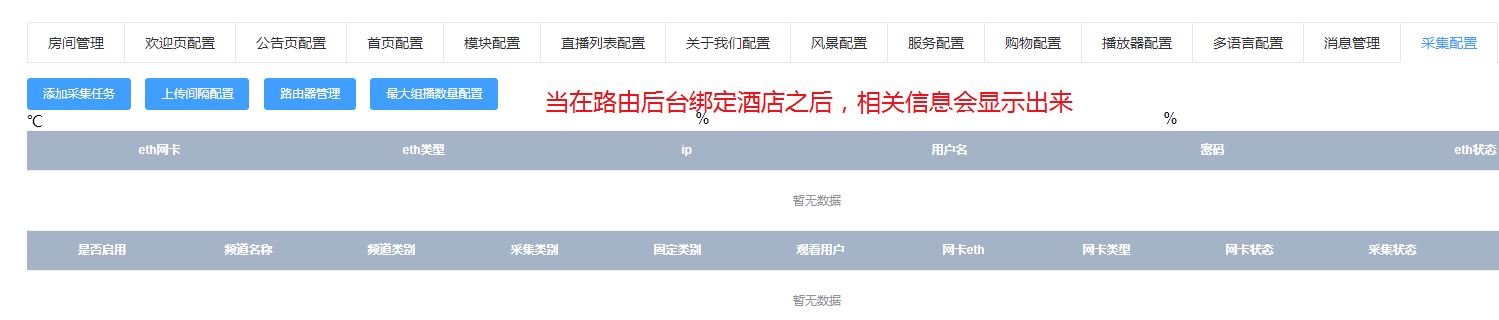 房间管理 欢迎页配置 公告页配置 首页配置 模块配置 直播列表配置 关于我们配置 风景配置 服务配置 购物配置 播放器配置 多语言配置 消息管理 采集配置
添加采集任务 上传间隔配置 路由器管理 最大组播数量配置 当在路由后台绑定酒店之后，相关信息会显示出来
℃ % %
eth网卡 eth类型 ip 用户名 密码 eth状态
暂无数据
是否启用 频道名称 频道类别 采集类别 固定类别 观看用户 网卡eth 网卡类型 网卡状态 采集状态
暂无数据